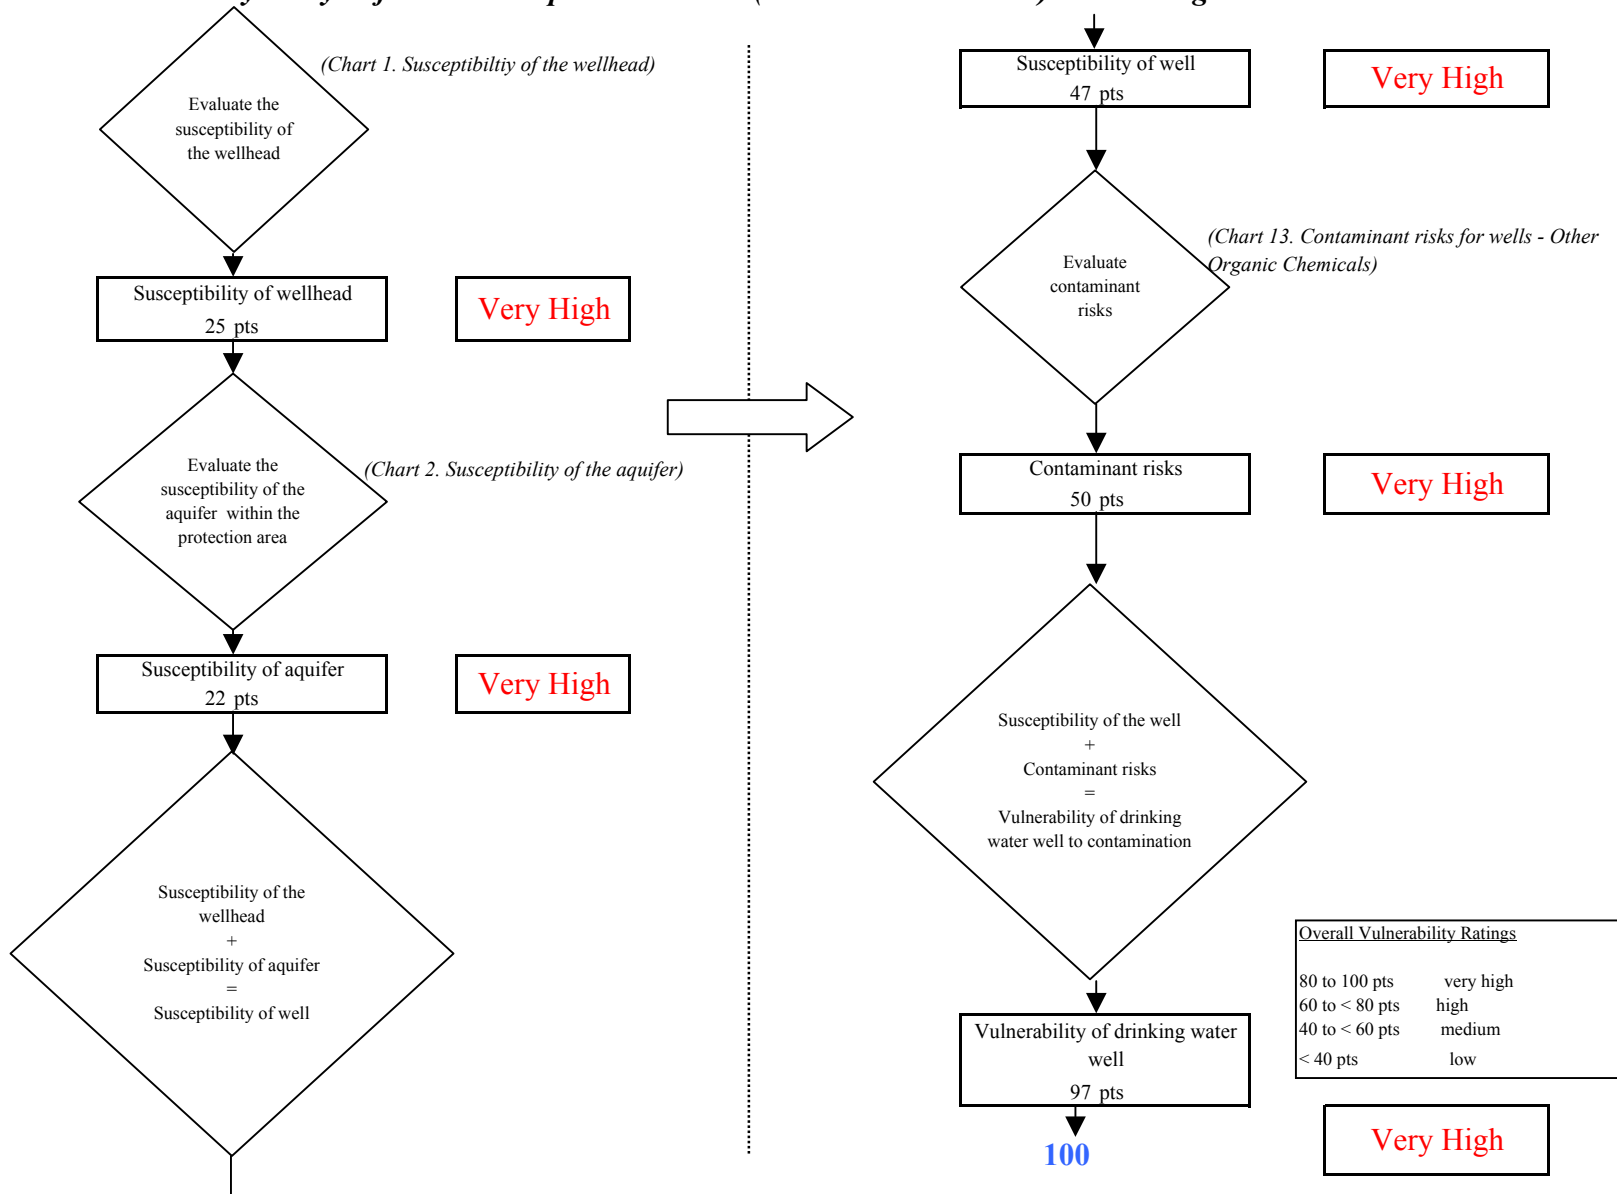 (Chart 1. Susceptibiltiy of the wellhead)
Evaluate the
susceptibility of
the wellhead
Susceptibility of wellhead
25 pts
Very High
Evaluate the
susceptibility of the
aquifer within the
protection area
(Chart 2. Susceptibility of the aquifer)
Susceptibility of aquifer
22 pts
Very High
Susceptibility of the
wellhead
+
Susceptibility of aquifer
=
Susceptibility of well
Susceptibility of well
47 pts
Very High
Evaluate
contaminant
risks
(Chart 13. Contaminant risks for wells - Other
Organic Chemicals)
Contaminant risks
50 pts
Very High
Susceptibility of the well
+
Contaminant risks
=
Vulnerability of drinking
water well to contamination
Vulnerability of drinking water
well
97 pts
100
Overall Vulnerability Ratings
80 to 100 pts very high
60 to < 80 pts high
40 to < 60 pts medium
< 40 pts low
Very High